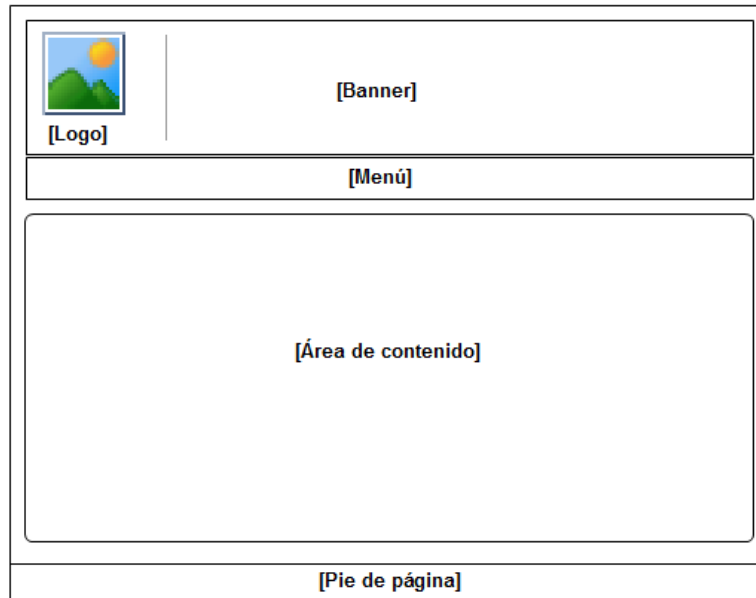 [Banner]
[Logo]
[Menú]
[Área de contenido]
[Pie de página]